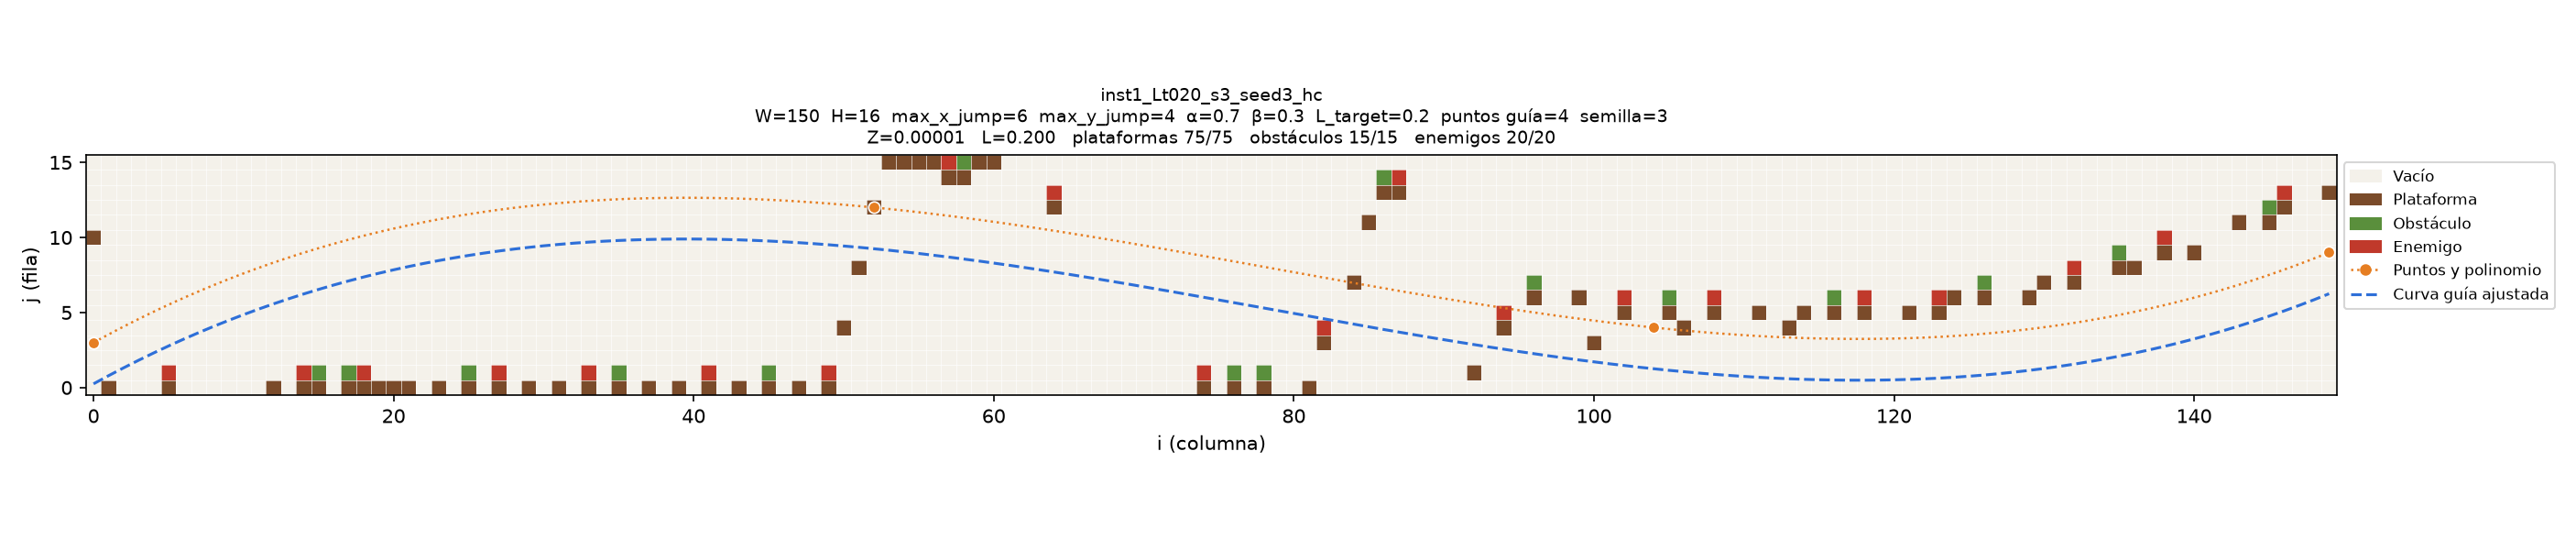 inst1_Lt020_s3_seed3_hc
W=150 H=16 max_x_jump=6 max_y_jump=4 α=0.7 β=0.3 L_target=0.2 puntos guía=4 semilla=3
Z=0.00001 L=0.200 plataformas 75/75 obstáculos 15/15 enemigos 20/20
15
10
5
0
j (fila)
0 20 40 60 80 100 120 140
i (columna)
Vacío
Plataforma
Obstáculo
Enemigo
Puntos y polinomio
Curva guía ajustada